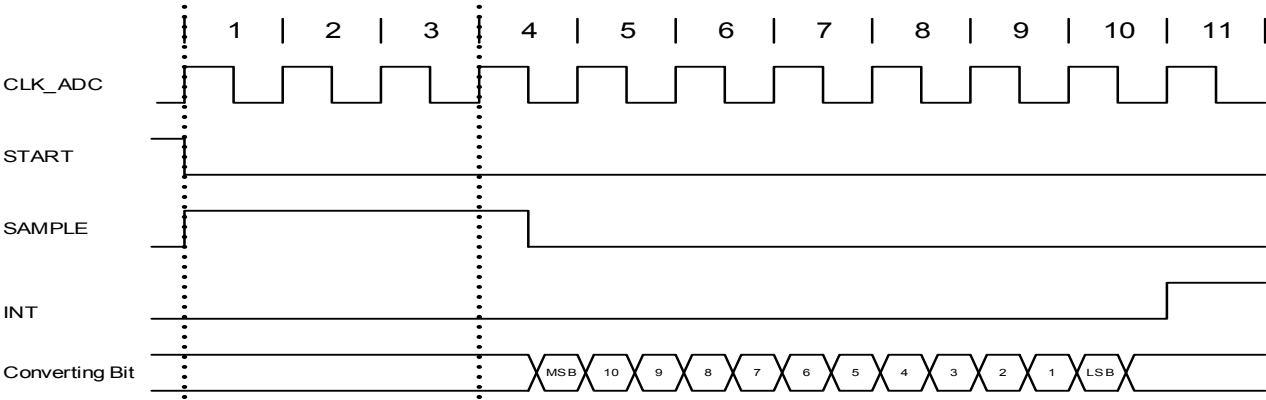 1 | 2 | 3 | 4 | 5 | 6 | 7 | 8 | 9 | 10 | 11
CLK_ADC
START
SAMPLE
INT
Converting Bit MSB 10 9 8 7 6 5 4 3 2 1 LSB